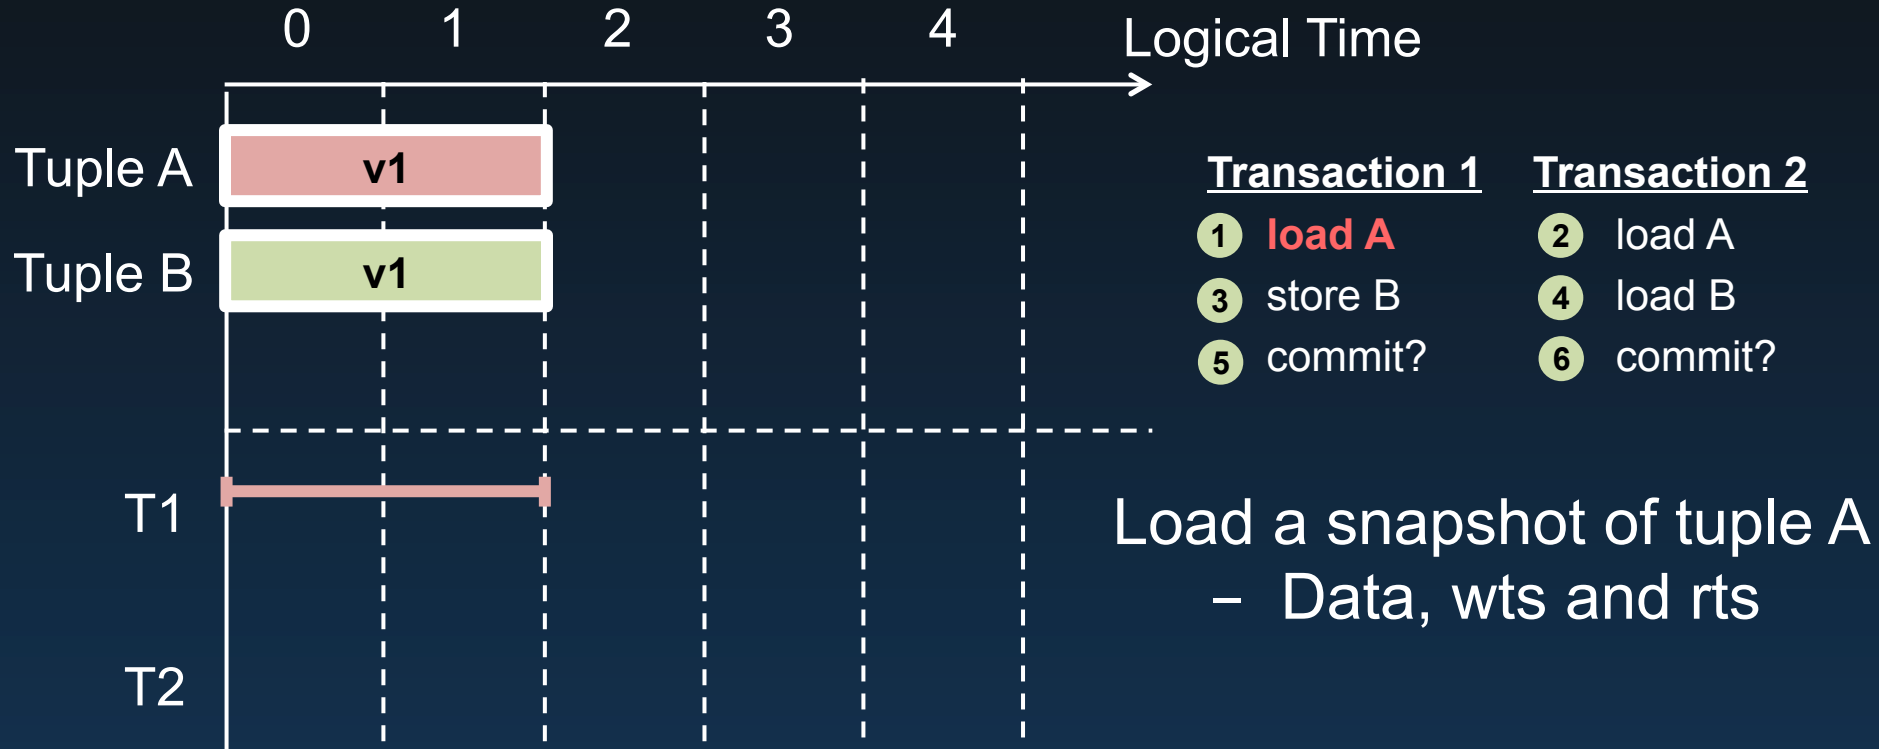 0 1 2 3 4 Logical Time
Tuple A v1
Tuple B v1
Transaction 1 Transaction 2
1 load A 2 load A
3 store B 4 load B
5 commit? 6 commit?
T1
T2
Load a snapshot of tuple A
– Data, wts and rts